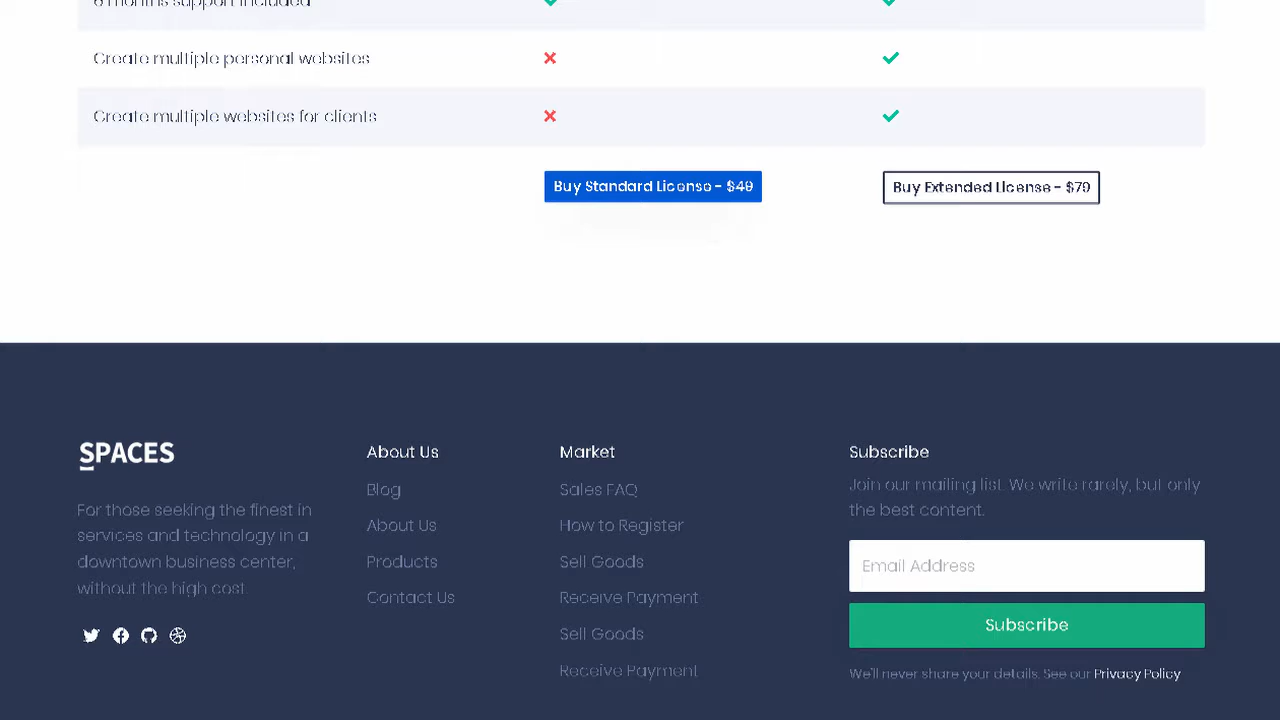 6 months support included
Create multiple personal websites
Create multiple websites for clients
Buy Standard License - $49
Buy Extended License - $79
SPACES
For those seeking the finest in
services and technology in a
downtown business center,
without the high cost.
About Us
Blog
About Us
Products
Contact Us
Market
Sales FAQ
How to Register
Sell Goods
Receive Payment
Sell Goods
Receive Payment
Subscribe
Join our mailing list. We write rarely, but only
the best content.
Email Address
Subscribe
We'll never share your details. See our Privacy Policy